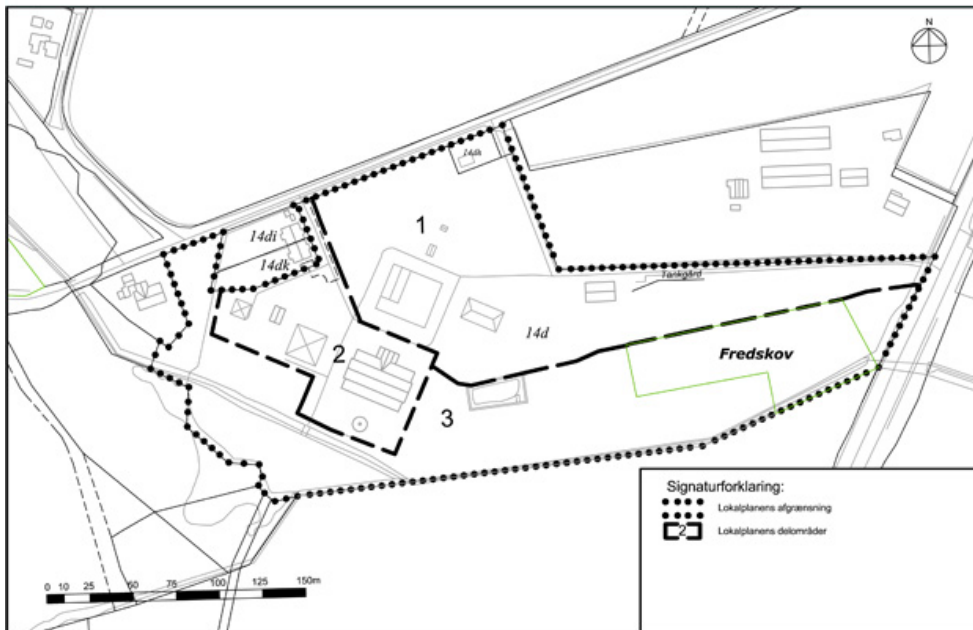 N
14dh
1
14di
14dk
Tankgård
14d
2
Fredskov
3
Signaturforklaring:
Lokalplanens afgrænsning
2
Lokalplanens delområder
0 10 25 50 75 100 125 150m